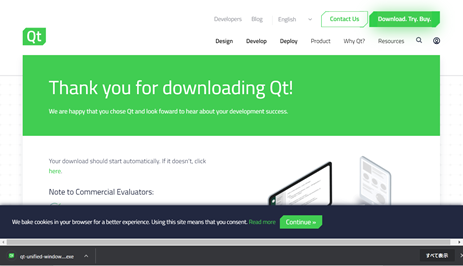 Developers Blog English Contact Us Download. Try. Buy.
Qt
Design Develop Deploy Product Why Qt? Resources
Thank you for downloading Qt!
We are happy that you chose Qt and look foward to hear about your development success.
Your download should start automatically. If it doesn't, click
here.
Note to Commercial Evaluators:
We bake cookies in your browser for a better experience. Using this site means that you consent. Read more Continue »
qt-unified-window....exe すべて表示